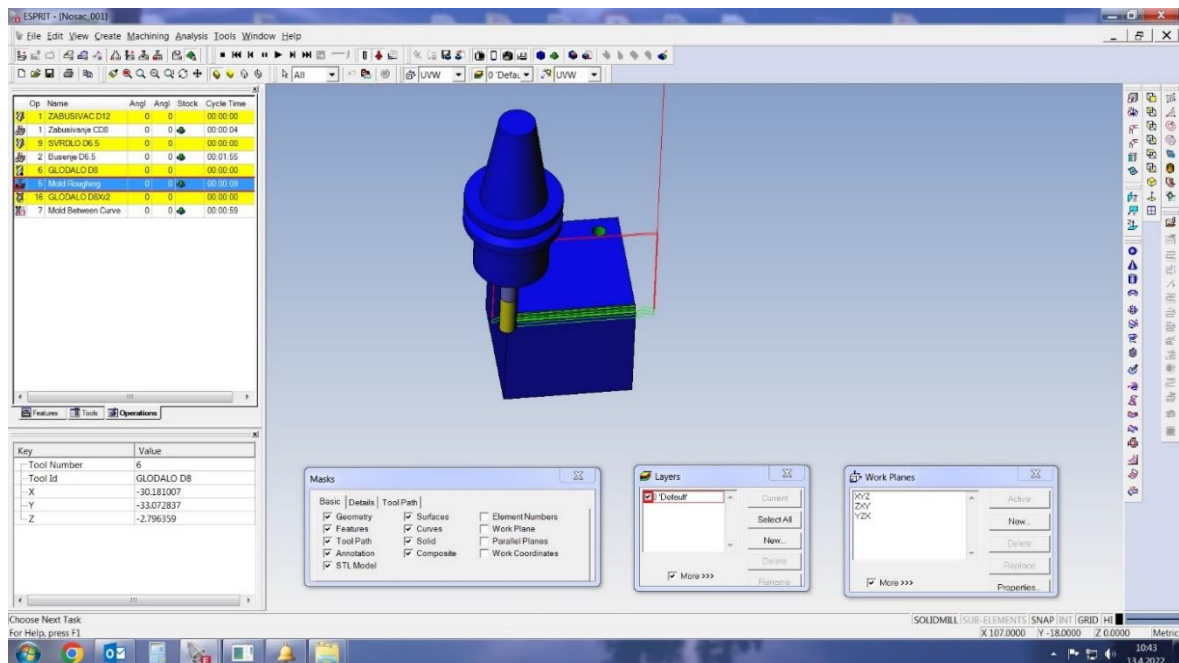 ESPRIT - [Nosac_001]
File Edit View Create Machining Analysis Tools Window Help
All UVW 0 'Defau UVW
Op Name Angl Angl Stock Cycle Time
1 ZABUSIVAC D12 0 0 00:00:00
1 Zabusivanje CD8 0 0 00:00:04
9 SVRDLO D6.5 0 0 00:00:00
2 Busenje D6.5 0 0 00:01:55
6 GLODALO D8 0 0 00:00:00
5 Mold Roughing 0 0 00:00:09
16 GLODALO D8Xr2 0 0 00:00:00
7 Mold Between Curve 0 0 00:00:59
Features Tools Operations
Key Value
Tool Number 6
Tool Id GLODALO D8
X -30.181007
Y -33.072837
Z -2.796359
Masks
Basic Details Tool Path
Geometry Surfaces Element Numbers
Features Curves Work Plane
Tool Path Solid Parallel Planes
Annotation Composite Work Coordinates
STL Model
Layers
0 'Default'
Current
Select All
New...
Delete
Rename
More >>>
Work Planes
XYZ
ZXY
YZX
Active
New...
Delete
Replace
Properties...
More >>>
Choose Next Task
SOLIDMILL SUB-ELEMENTS SNAP INT GRID HI
For Help, press F1
X 107.0000 Y -18.0000 Z 0.0000 Metric
10:43
13.4.2022